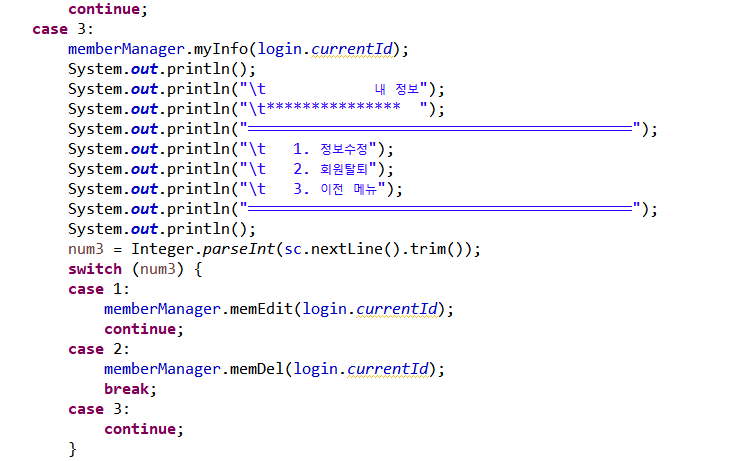 continue;
case 3:
memberManager.myInfo(login.currentId);
System.out.println();
System.out.println("\t            내 정보");
System.out.println("\t***************  ");
System.out.println("════════════════════════════════════════");
System.out.println("\t   1. 정보수정");
System.out.println("\t   2. 회원탈퇴");
System.out.println("\t   3. 이전 메뉴");
System.out.println("════════════════════════════════════════");
System.out.println();
num3 = Integer.parseInt(sc.nextLine().trim());
switch (num3) {
case 1:
memberManager.memEdit(login.currentId);
continue;
case 2:
memberManager.memDel(login.currentId);
break;
case 3:
continue;
}